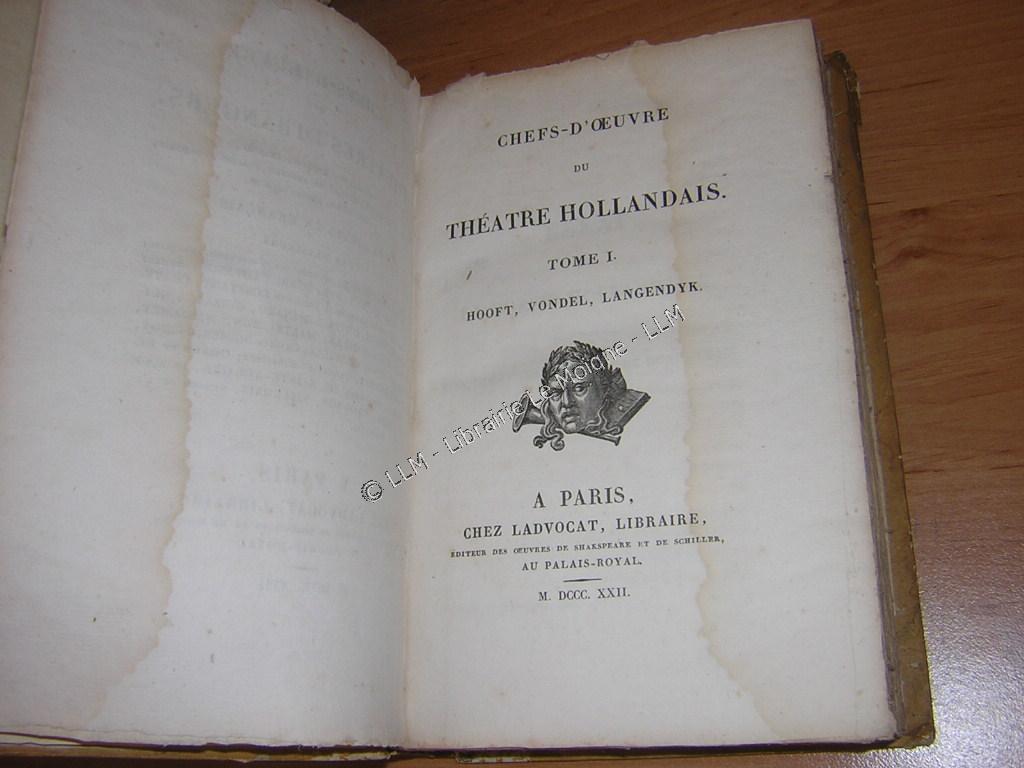 CHEFS-D'ŒUVRE
DU
THÉATRE HOLLANDAIS.
TOME I.
HOOFT, VONDEL, LANGENDYK.
© LLM - Librairie Le Moigne - LLM
A PARIS,
CHEZ LADVOCAT, LIBRAIRE,
ÉDITEUR DES OEUVRES DE SHAKSPEARE ET DE SCHILLER,
AU PALAIS-ROYAL.
M. DCCC. XXII.